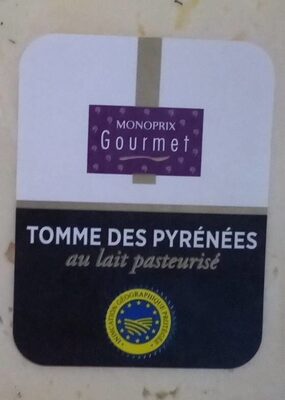 MONOPRIX
Gourmet
TOMME DES PYRÉNÉES
au lait pasteurisé
INDICATION GÉOGRAPHIQUE PROTÉGÉE